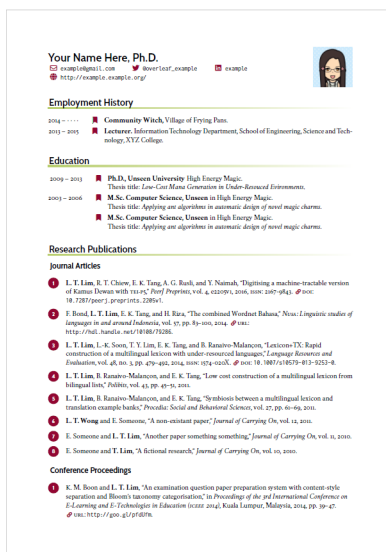 Your Name Here, Ph.D.
example@gmail.com @overleaf_example example
http://example.example.org/
Employment History
2014 – · · · · Community Witch, Village of Frying Pans.
2013 – 2015 Lecturer, Information Technology Department, School of Engineering, Science and Tech-
nology, XYZ College.
Education
2009 – 2013 Ph.D., Unseen University High Energy Magic.
Thesis title: Low-Cost Mana Generation in Under-Resouced Evironments.
2003 – 2006 M.Sc. Computer Science, Unseen in High Energy Magic.
Thesis title: Applying ant algorithms in automatic design of novel magic charms.
M.Sc. Computer Science, Unseen in High Energy Magic.
Thesis title: Applying ant algorithms in automatic design of novel magic charms.
Research Publications
Journal Articles
1 L. T. Lim, R. T. Chiew, E. K. Tang, A. G. Rusli, and Y. Naimah, “Digitising a machine-tractable version
of Kamus Dewan with TEI-P5,” PeerJ Preprints, vol. 4, e2205v1, 2016, ISSN: 2167-9843. DOI:
10.7287/peerj.preprints.2205v1.
2 F. Bond, L. T. Lim, E. K. Tang, and H. Riza, “The combined Wordnet Bahasa,” Nusa: Linguistic studies of
languages in and around Indonesia, vol. 57, pp. 83–100, 2014. URL:
http://hdl.handle.net/10108/79286.
3 L. T. Lim, L.-K. Soon, T. Y. Lim, E. K. Tang, and B. Ranaivo-Malançon, “Lexicon+TX: Rapid
construction of a multilingual lexicon with under-resourced languages,” Language Resources and
Evaluation, vol. 48, no. 3, pp. 479–492, 2014, ISSN: 1574-020X. DOI: 10.1007/s10579-013-9253-0.
4 L. T. Lim, B. Ranaivo-Malançon, and E. K. Tang, “Low cost construction of a multilingual lexicon from
bilingual lists,” Polibits, vol. 43, pp. 45–51, 2011.
5 L. T. Lim, B. Ranaivo-Malançon, and E. K. Tang, “Symbiosis between a multilingual lexicon and
translation example banks,” Procedia: Social and Behavioral Sciences, vol. 27, pp. 61–69, 2011.
6 L. T. Wong and E. Someone, “A non-existant paper,” Journal of Carrying On, vol. 12, 2011.
7 E. Someone and L. T. Lim, “Another paper something something,” Journal of Carrying On, vol. 11, 2010.
8 E. Someone and T. Lim, “A fictional research,” Journal of Carrying On, vol. 10, 2010.
Conference Proceedings
1 K. M. Boon and L. T. Lim, “An examination question paper preparation system with content-style
separation and Bloom's taxonomy categorisation,” in Proceedings of the 3rd International Conference on
E-Learning and E-Technologies in Education (ICEEE 2014), Kuala Lumpur, Malaysia, 2014, pp. 39–47.
URL: http://goo.gl/pfdUfm.